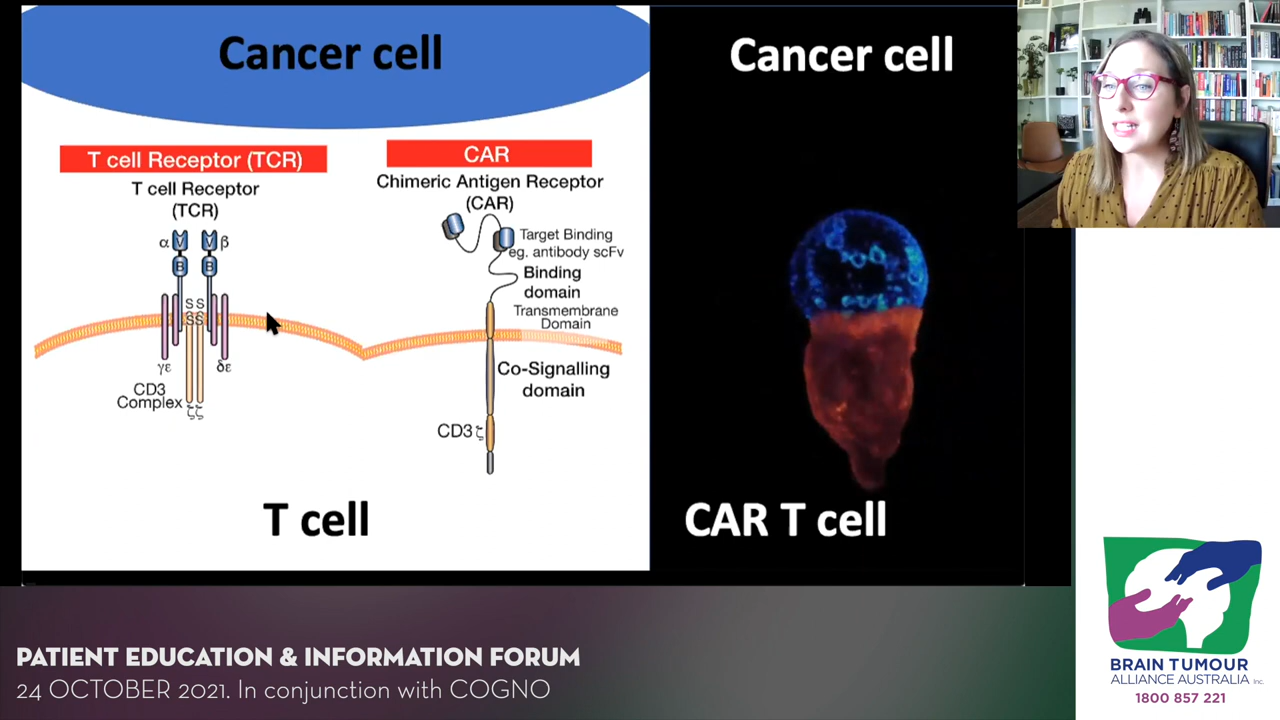 Cancer cell
T cell Receptor (TCR)
T cell Receptor
(TCR)
α
β
S S
SS
γε
δε
CD3
Complex
ζζ
CAR
Chimeric Antigen Receptor
(CAR)
Target Binding
eg. antibody scFv
Binding
domain
Transmembrane
Domain
Co-Signalling
domain
CD3 ζ
T cell
Cancer cell
CAR T cell
PATIENT EDUCATION & INFORMATION FORUM
24 OCTOBER 2021. In conjunction with COGNO
BRAIN TUMOUR
ALLIANCE AUSTRALIA Inc.
1800 857 221